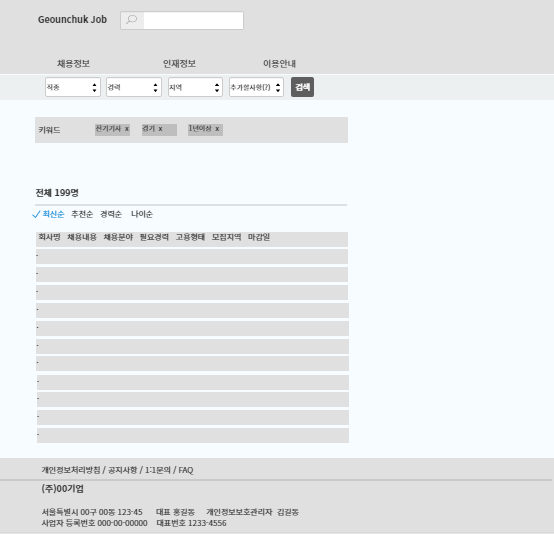 Geounchuk Job
채용정보 인재정보 이용안내
직종 경력 지역 추가할사항(?) 검색
키워드 전기기사 x 경기 x 1년이상 x
전체 199명
최신순 추천순 경력순 나이순
회사명 채용내용 채용분야 필요경력 고용형태 모집지역 마감일
-
-
-
-
-
-
-
-
-
-
-
개인정보처리방침 / 공지사항 / 1:1문의 / FAQ
(주)00기업
서울특별시 00구 00동 123-45 대표 홍길동 개인정보보호관리자 김길동
사업자 등록번호 000-00-00000 대표번호 1233-4556